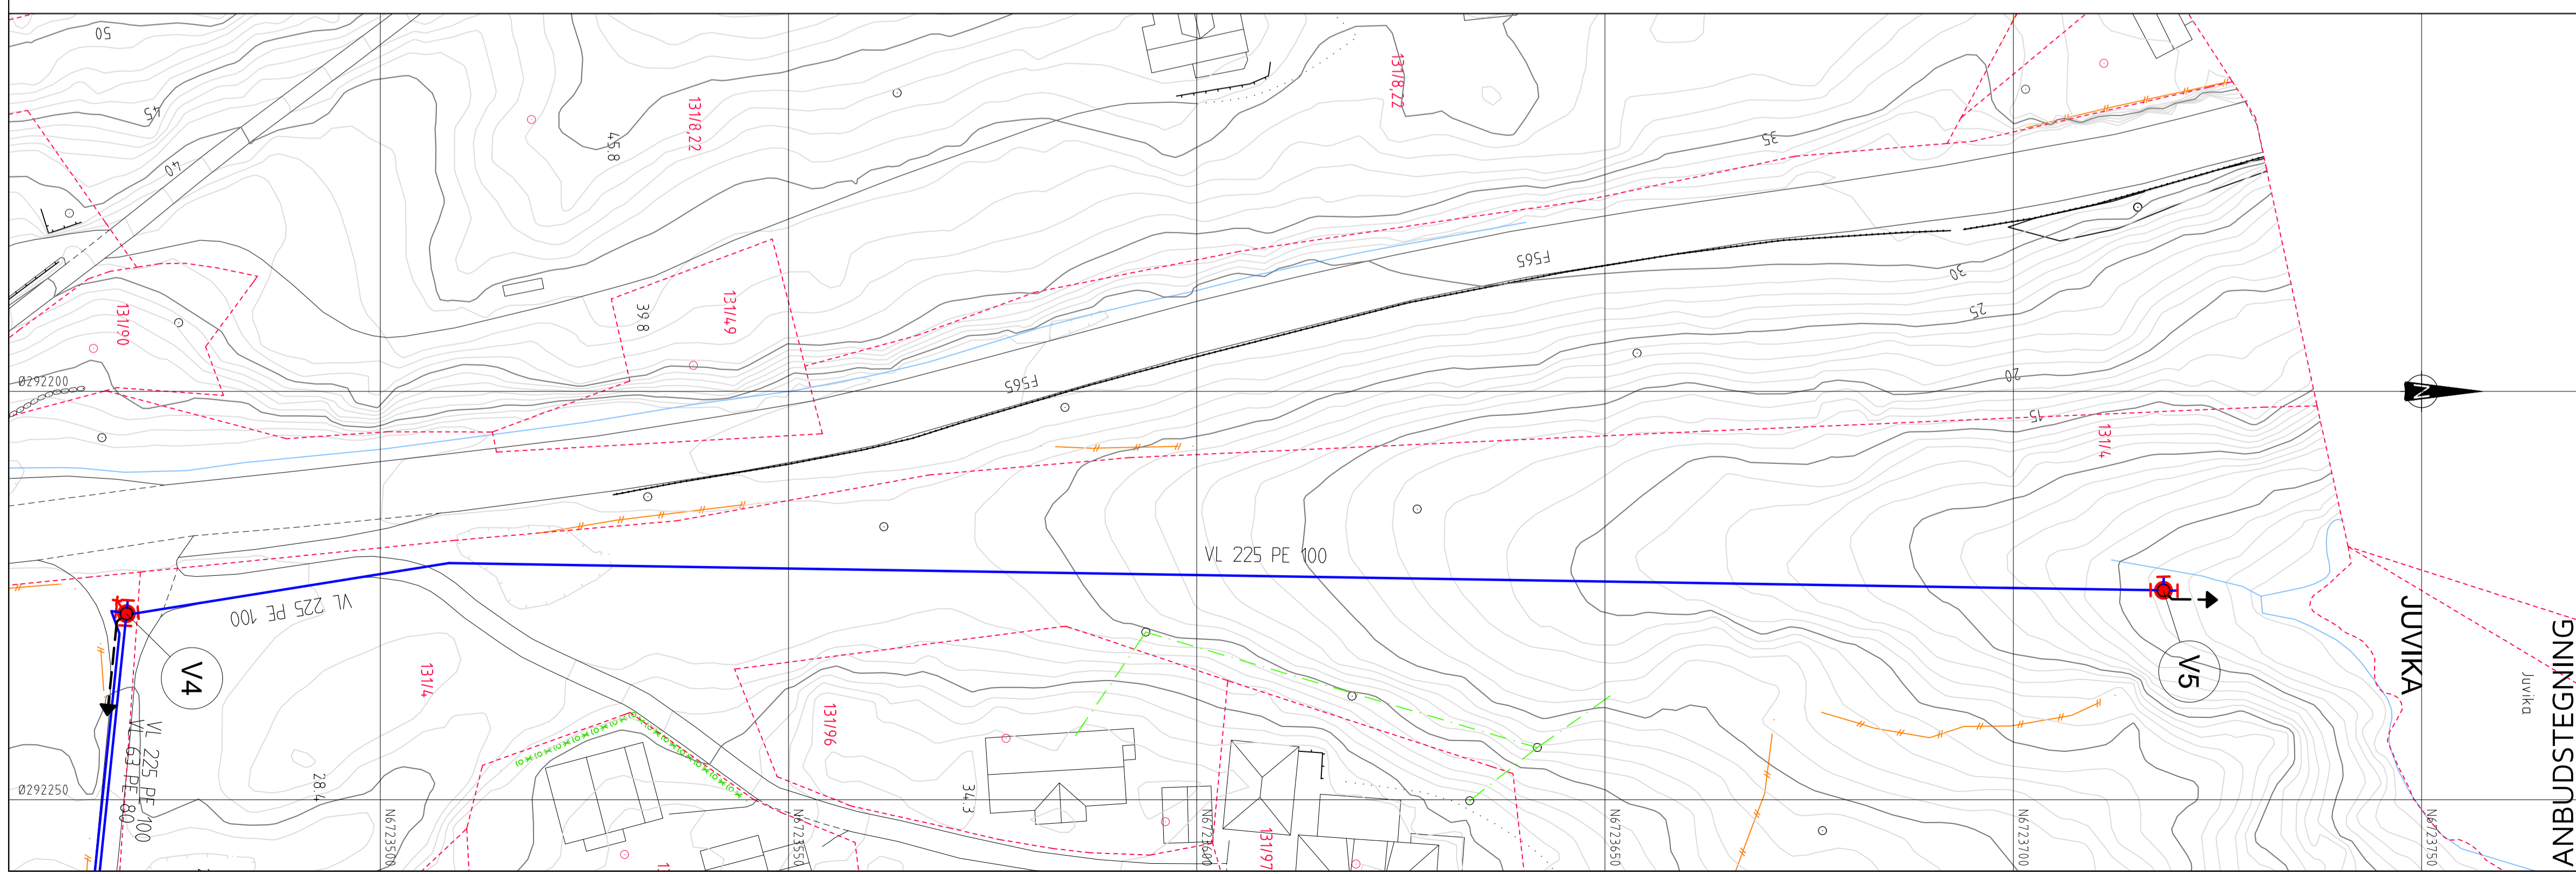 50
45
40
45.8
131/8,22
131/8,22
35
F565
30
25
20
15
131/90
39.8
131/49
F565
Ø292200
N
131/4
VL 225 PE 100
VL 225 PE 100
V4
V5
JUVIKA
Juvika
ANBUDSTEGNING
131/4
131/96
VL 225 PE 100
VL 63 PE 80
28.4
34.3
Ø292250
N6723500
N6723550
N6723600
131/97
N6723650
N6723700
N6723750